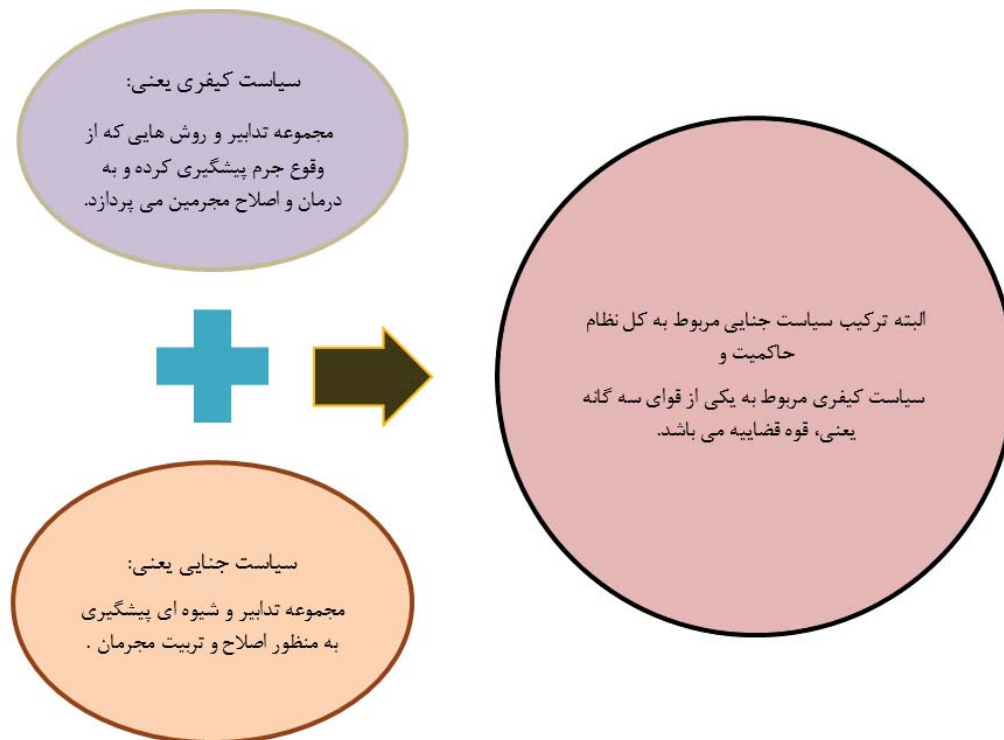 سیاست کیفری یعنی:
مجموعه تدابیر و روش هایی که از
وقوع جرم پیشگیری کرده و به
درمان و اصلاح مجرمین می پردازد.
البته ترکیب سیاست جنایی مربوط به کل نظام
حاکمیت و
سیاست کیفری مربوط به یکی از قوای سه گانه
یعنی، قوه قضاییه می باشد.
سیاست جنایی یعنی:
مجموعه تدابیر و شیوه ای پیشگیری
به منظور اصلاح و تربیت مجرمان .